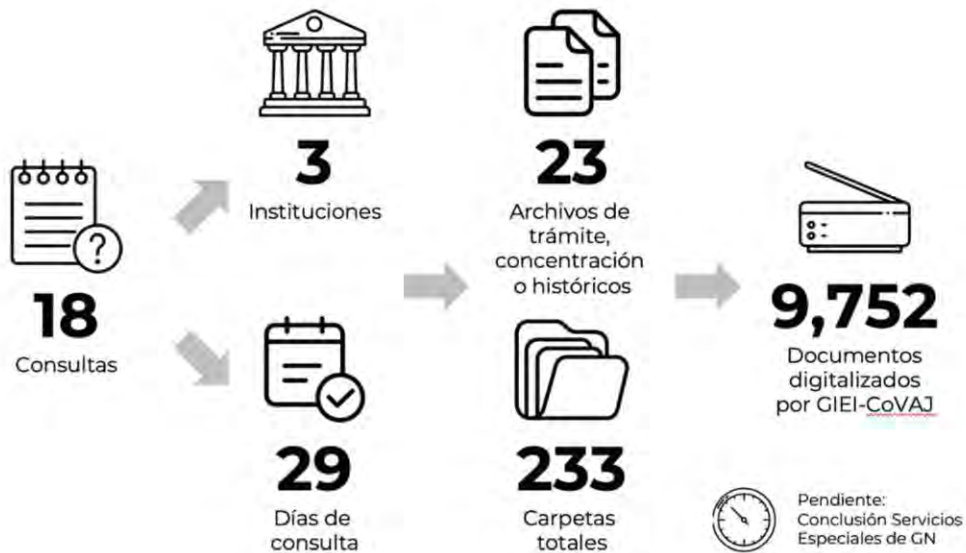 18
Consultas
3
Instituciones
29
Días de
consulta
23
Archivos de
trámite,
concentración
o históricos
233
Carpetas
totales
9,752
Documentos
digitalizados
por GIEI-CoVAJ
?
Pendiente:
Conclusión Servicios
Especiales de GN